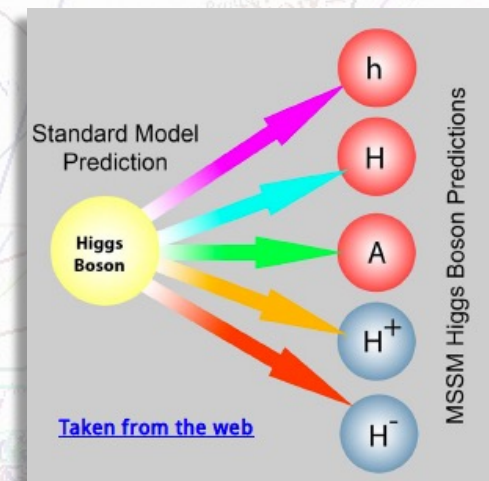 Standard Model
Prediction
Higgs
Boson
h
H
A
H+
H-
MSSM Higgs Boson Predictions
Taken from the web